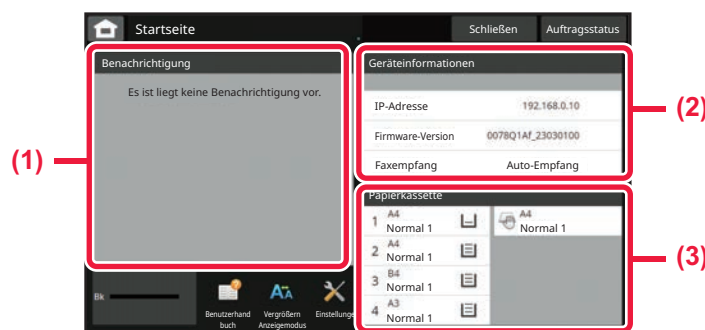 Startseite
Schließen
Auftragsstatus
Benachrichtigung
Es ist liegt keine Benachrichtigung vor.
(1)
Geräteinformationen
IP-Adresse 192.168.0.10
Firmware-Version 0078Q1Af_23030100
Faxempfang Auto-Empfang
(2)
Papierkassette
1 A4
Normal 1
A4
Normal 1
2 A4
Normal 1
3 B4
Normal 1
4 A3
Normal 1
(3)
Bk
Benutzerhand
buch
Vergrößern
Anzeigemodus
Einstellunge